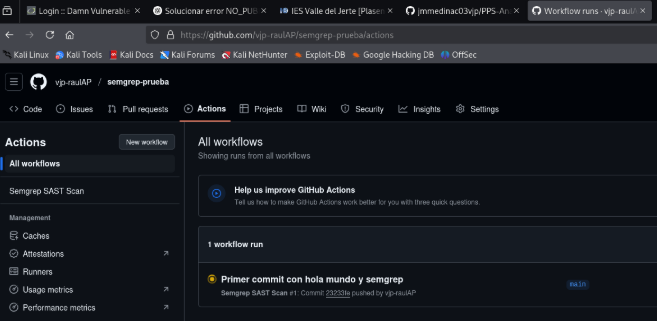 Login :: Damn Vulnerable
Solucionar error NO_PUB
IES Valle del Jerte [Plasen
jmmedinac03vjp/PPS-An
Workflow runs · vjp-raulA
https://github.com/vjp-raulAP/semgrep-prueba/actions
Kali Linux Kali Tools Kali Docs Kali Forums Kali NetHunter Exploit-DB Google Hacking DB OffSec
vjp-raulAP / semgrep-prueba
Code Issues Pull requests Actions Projects Wiki Security Insights Settings
Actions
New workflow
All workflows
Semgrep SAST Scan
Management
Caches
Attestations
Runners
Usage metrics
Performance metrics
All workflows
Showing runs from all workflows
Help us improve GitHub Actions
Tell us how to make GitHub Actions work better for you with three quick questions.
1 workflow run
Primer commit con hola mundo y semgrep
main
Semgrep SAST Scan #1: Commit 23233fe pushed by vjp-raulAP